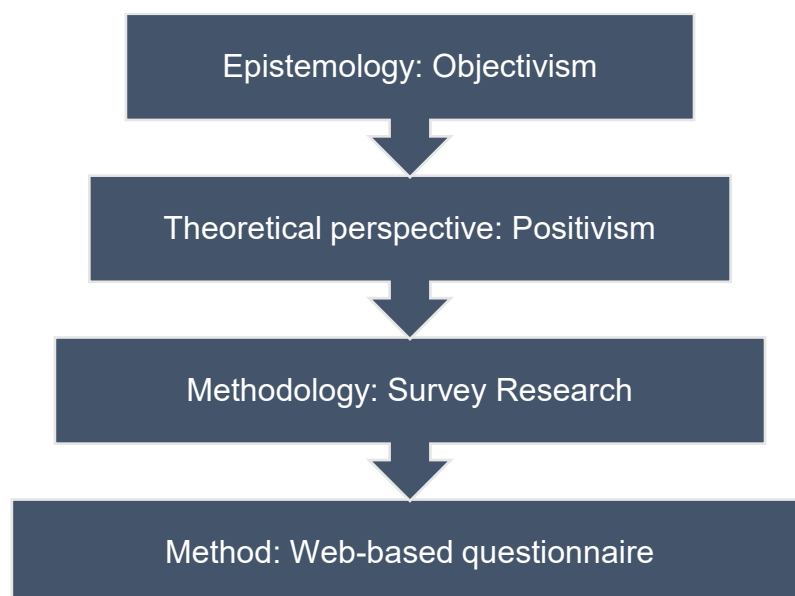 Epistemology: Objectivism
Theoretical perspective: Positivism
Methodology: Survey Research
Method: Web-based questionnaire